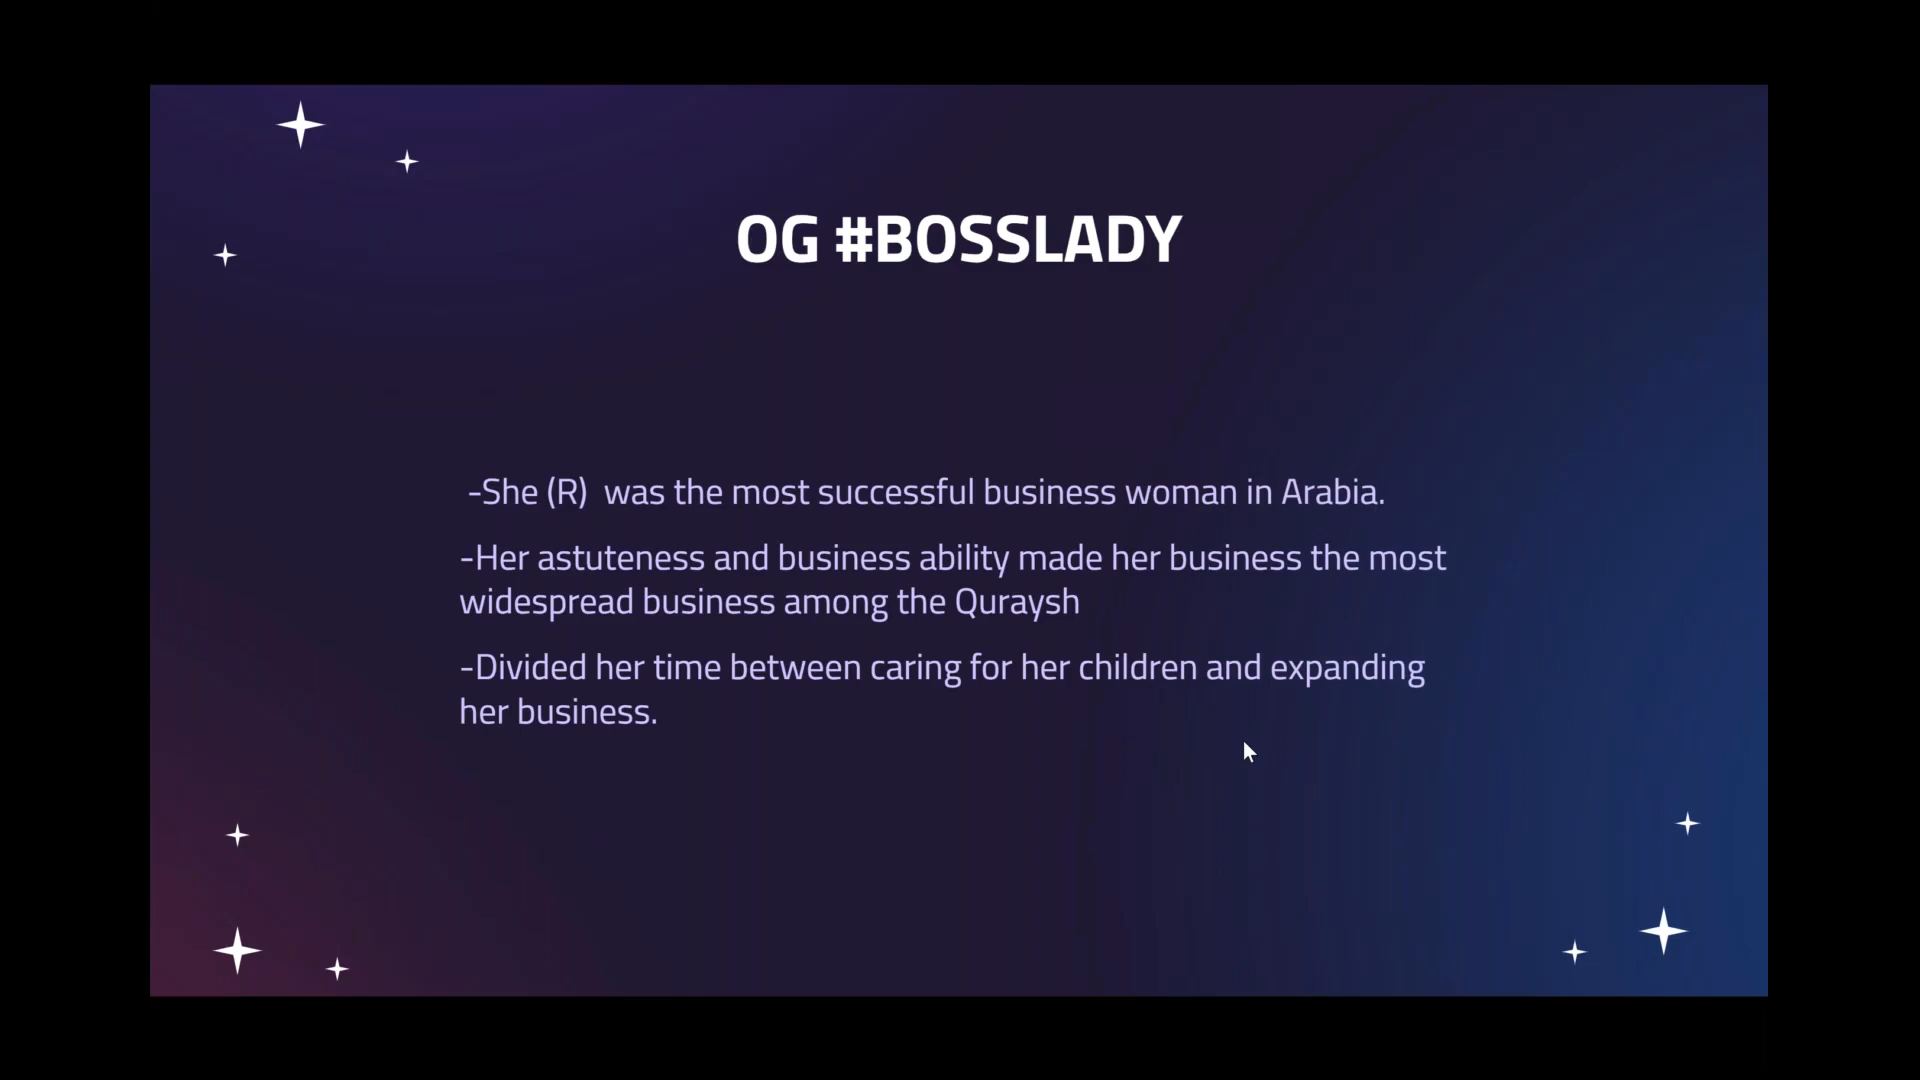 OG #BOSSLADY
-She (R)  was the most successful business woman in Arabia.
-Her astuteness and business ability made her business the most
widespread business among the Quraysh
-Divided her time between caring for her children and expanding
her business.